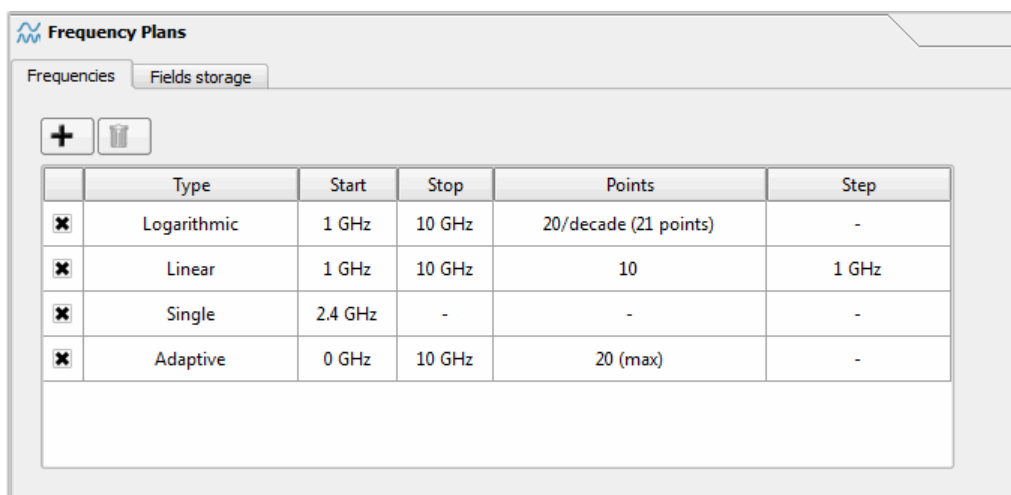 Frequency Plans
Frequencies Fields storage
Type Start Stop Points Step
Logarithmic 1 GHz 10 GHz 20/decade (21 points) -
Linear 1 GHz 10 GHz 10 1 GHz
Single 2.4 GHz - - -
Adaptive 0 GHz 10 GHz 20 (max) -